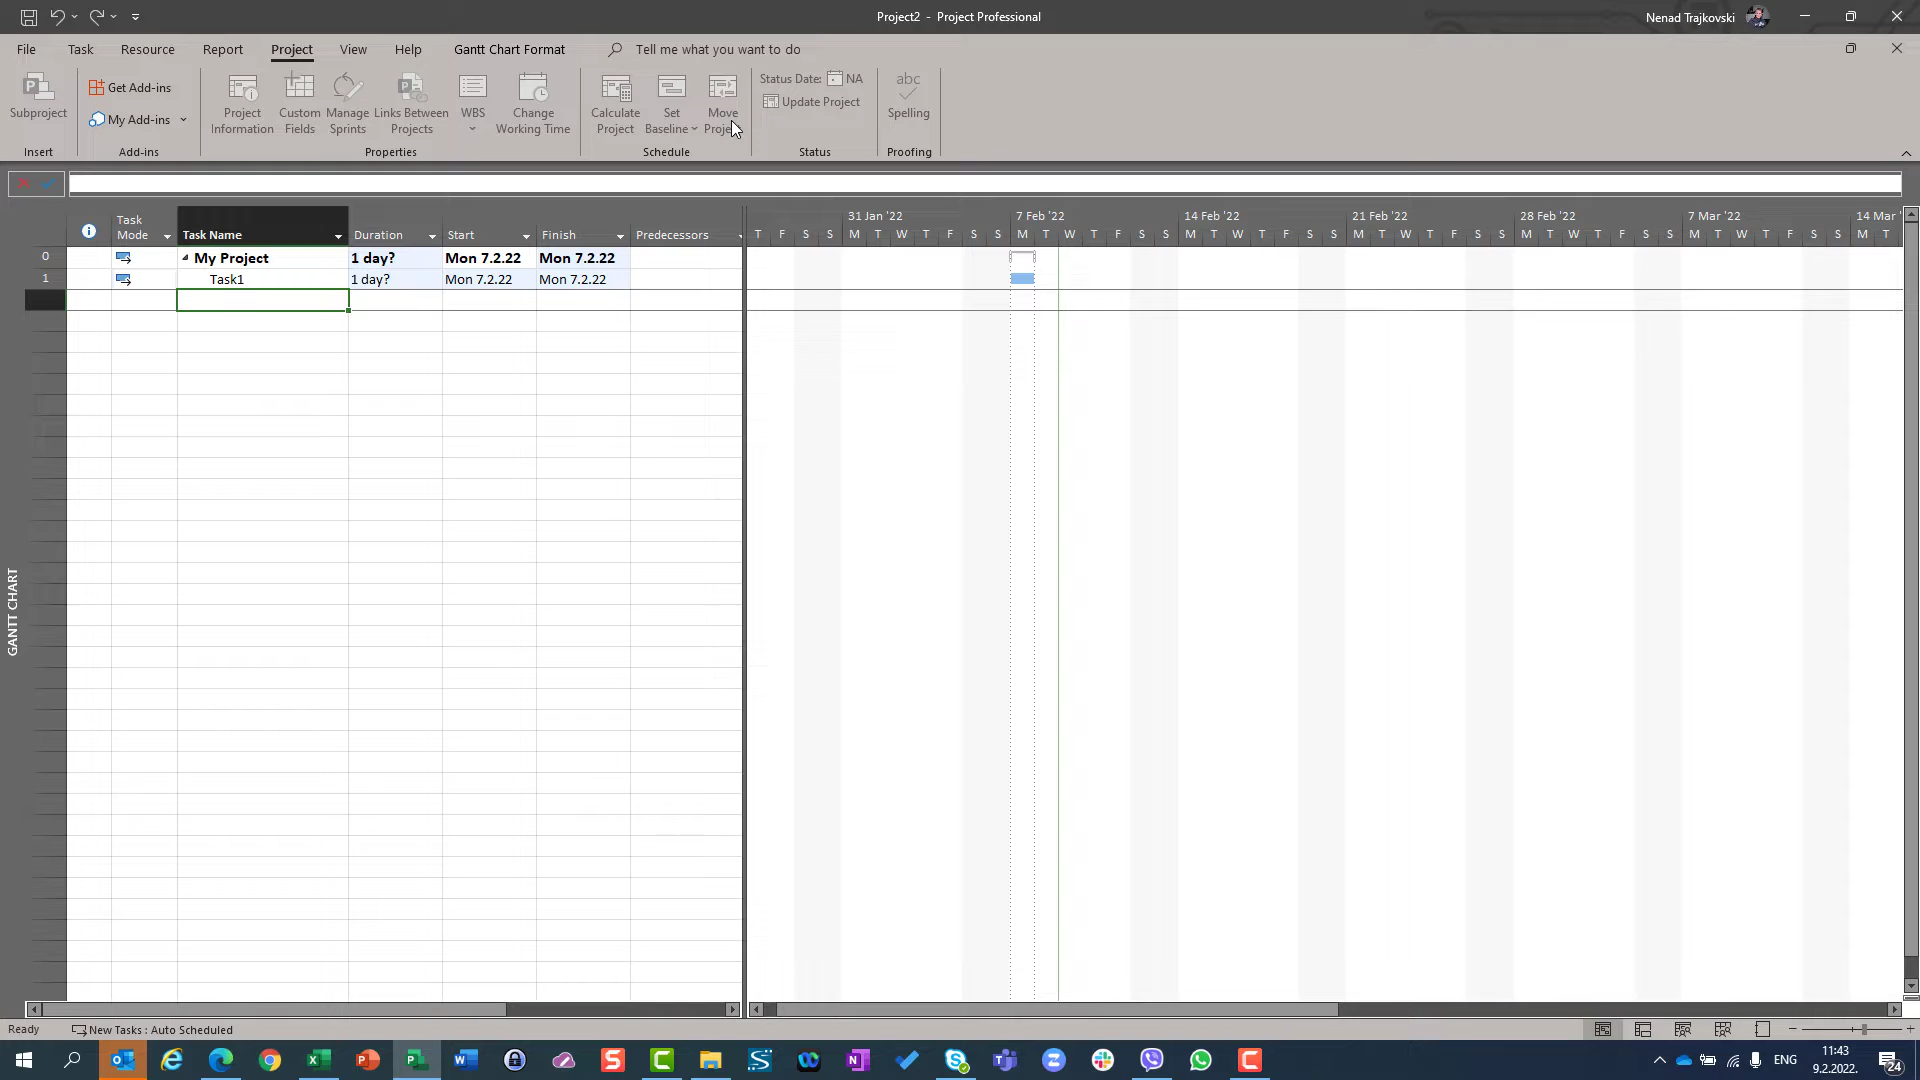 Project2 - Project Professional
Nenad Trajkovski
File Task Resource Report Project View Help Gantt Chart Format Tell me what you want to do
Subproject
Get Add-ins
My Add-ins
Project Information
Custom Fields
Manage Sprints
Links Between Projects
WBS
Change Working Time
Calculate Project
Set Baseline
Move Project
Status Date: NA
Update Project
abc
Spelling
Insert Add-ins Properties Schedule Status Proofing
Task Mode Task Name Duration Start Finish Predecessors
31 Jan '22 7 Feb '22 14 Feb '22 21 Feb '22 28 Feb '22 7 Mar '22 14 Mar '
T F S S M T W T F S S M T W T F S S M T W T F S S M T W T F S S M T W T F S S M T W T F S S M T
0 My Project 1 day? Mon 7.2.22 Mon 7.2.22
1 Task1 1 day? Mon 7.2.22 Mon 7.2.22
GANTT CHART
Ready New Tasks : Auto Scheduled
ENG
11:43
9.2.2022.
24